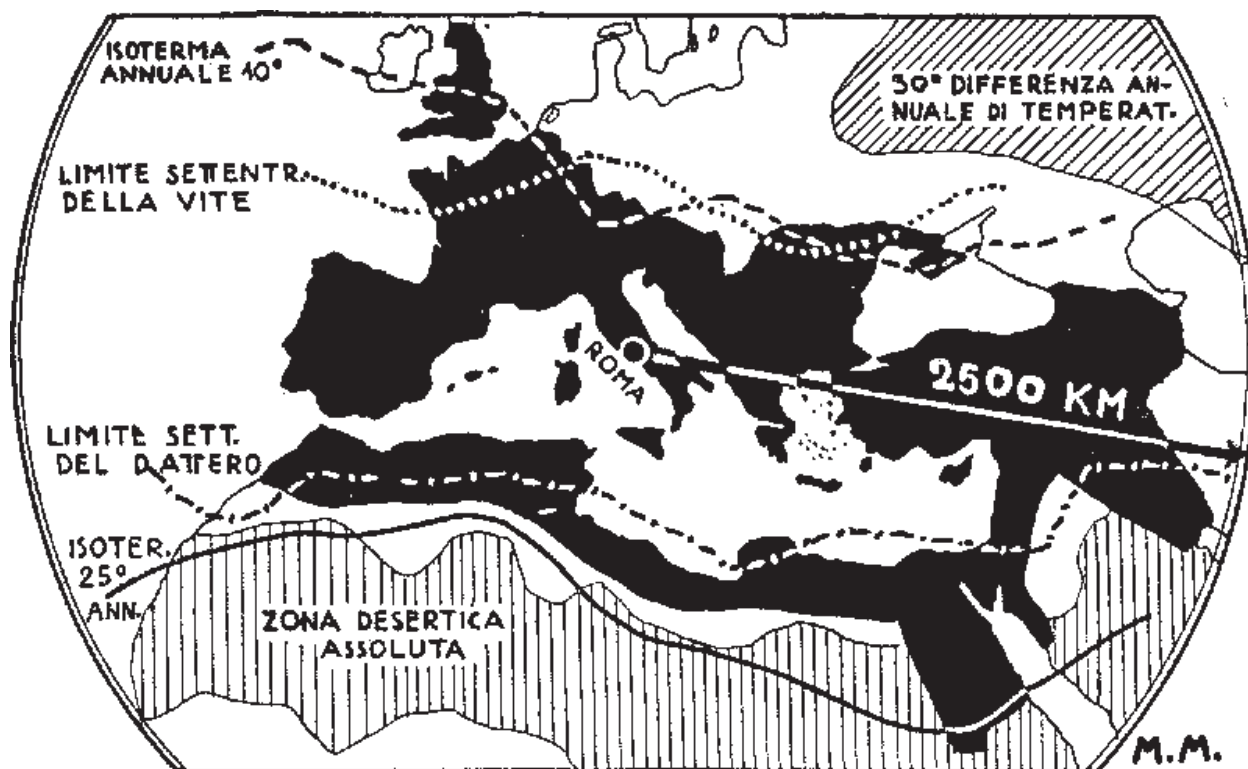 ISOTERMA
ANNUALE 10°
30° DIFFERENZA AN-
NUALE DI TEMPERAT.
LIMITE SETTENTR.
DELLA VITE
ROMA
2500 KM
LIMITE SETT.
DEL DATTERO
ISOTER.
25°
ANN.
ZONA DESERTICA
ASSOLUTA
M.M.